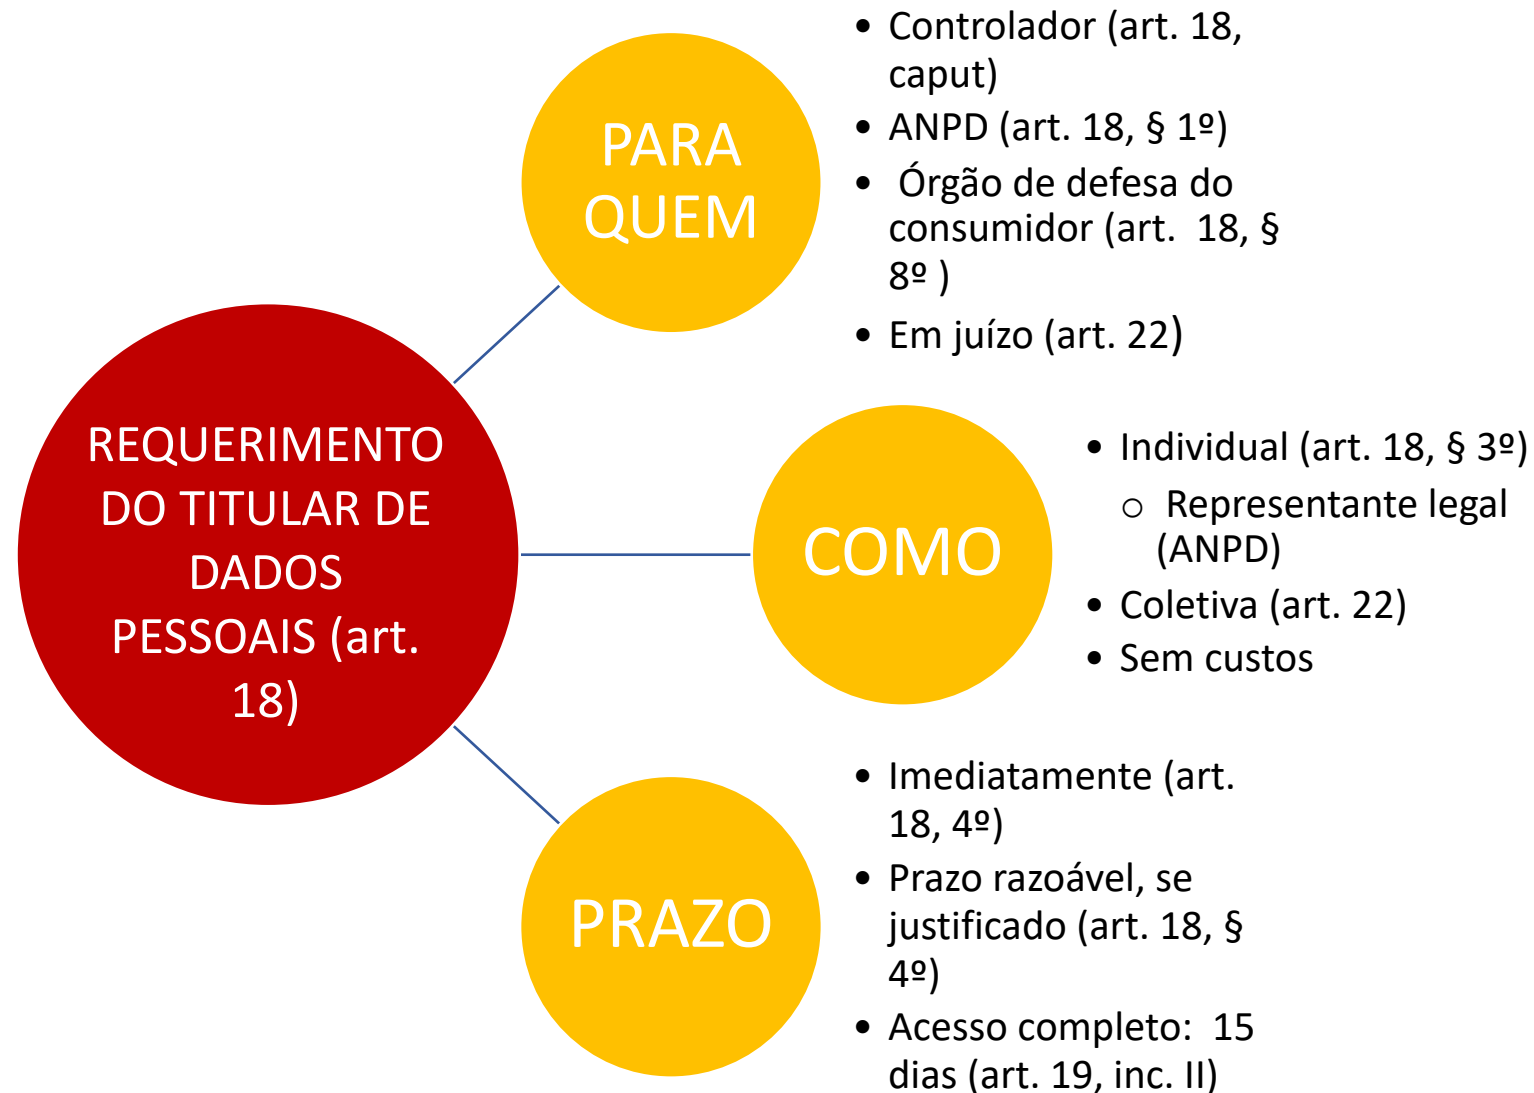 REQUERIMENTO
DO TITULAR DE
DADOS
PESSOAIS (art.
18)
PARA
QUEM
• Controlador (art. 18,
caput)
• ANPD (art. 18, § 1º)
• Órgão de defesa do
consumidor (art. 18, §
8º )
• Em juízo (art. 22)
COMO
• Individual (art. 18, § 3º)
o Representante legal
(ANPD)
• Coletiva (art. 22)
• Sem custos
PRAZO
• Imediatamente (art.
18, 4º)
• Prazo razoável, se
justificado (art. 18, §
4º)
• Acesso completo: 15
dias (art. 19, inc. II)